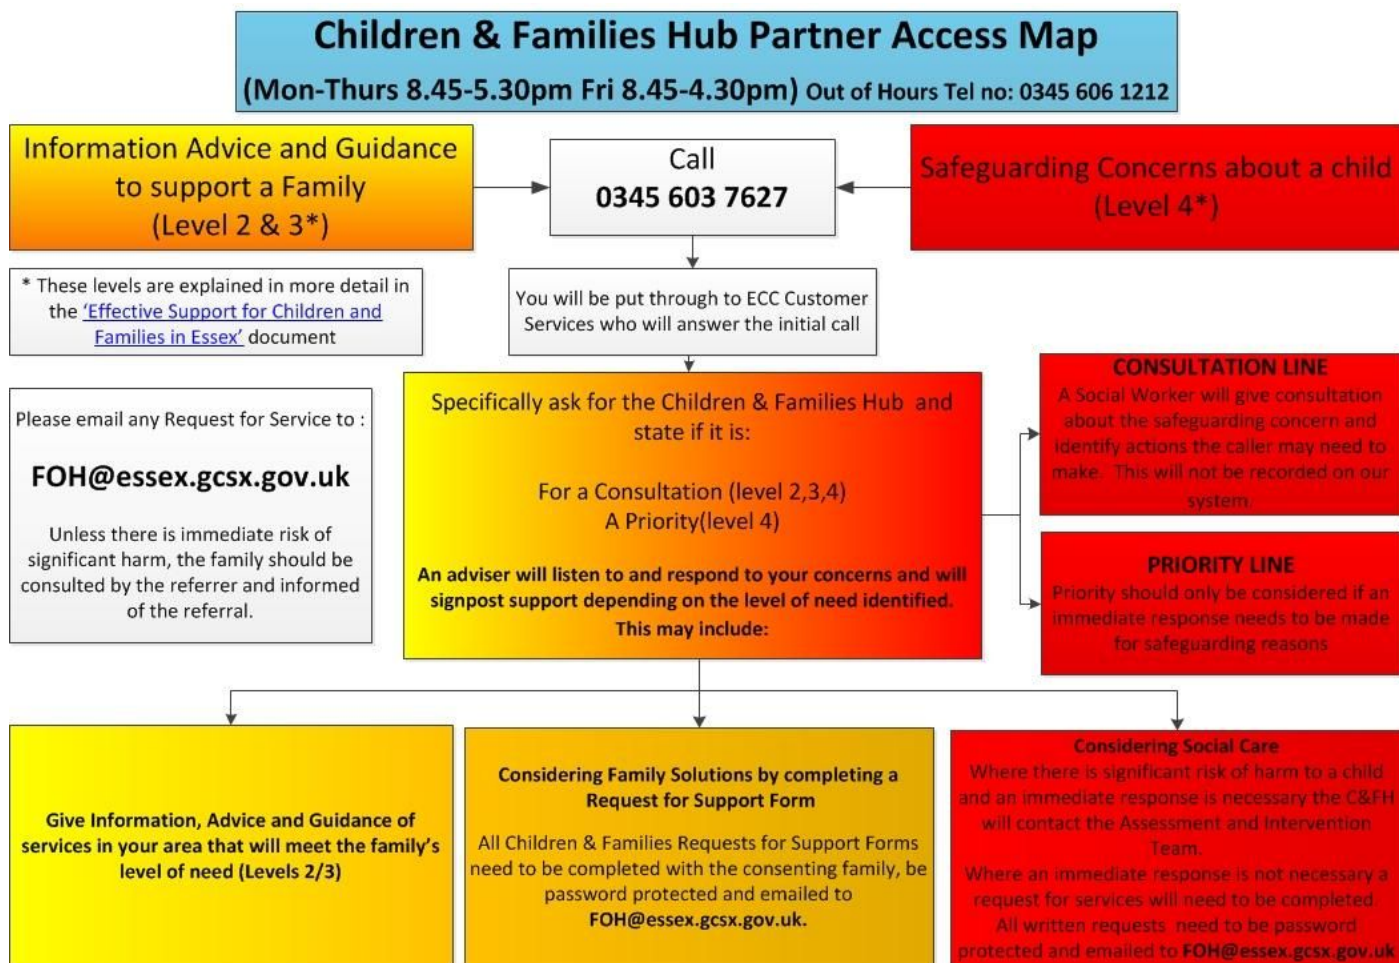 Children & Families Hub Partner Access Map
(Mon-Thurs 8.45-5.30pm Fri 8.45-4.30pm) Out of Hours Tel no: 0345 606 1212
Information Advice and Guidance
to support a Family
(Level 2 & 3*)
Call
0345 603 7627
Safeguarding Concerns about a child
(Level 4*)
* These levels are explained in more detail in
the ‘Effective Support for Children and
Families in Essex’ document
You will be put through to ECC Customer
Services who will answer the initial call
Please email any Request for Service to :
FOH@essex.gcsx.gov.uk
Unless there is immediate risk of
significant harm, the family should be
consulted by the referrer and informed
of the referral.
Specifically ask for the Children & Families Hub and
state if it is:
For a Consultation (level 2,3,4)
A Priority(level 4)
An adviser will listen to and respond to your concerns and will
signpost support depending on the level of need identified.
This may include:
CONSULTATION LINE
A Social Worker will give consultation
about the safeguarding concern and
identify actions the caller may need to
make. This will not be recorded on our
system.
PRIORITY LINE
Priority should only be considered if an
immediate response needs to be made
for safeguarding reasons
Give Information, Advice and Guidance of
services in your area that will meet the family’s
level of need (Levels 2/3)
Considering Family Solutions by completing a
Request for Support Form
All Children & Families Requests for Support Forms
need to be completed with the consenting family, be
password protected and emailed to
FOH@essex.gcsx.gov.uk.
Considering Social Care
Where there is significant risk of harm to a child
and an immediate response is necessary the C&FH
will contact the Assessment and Intervention
Team.
Where an immediate response is not necessary a
request for services will need to be completed.
All written requests need to be password
protected and emailed to FOH@essex.gcsx.gov.uk